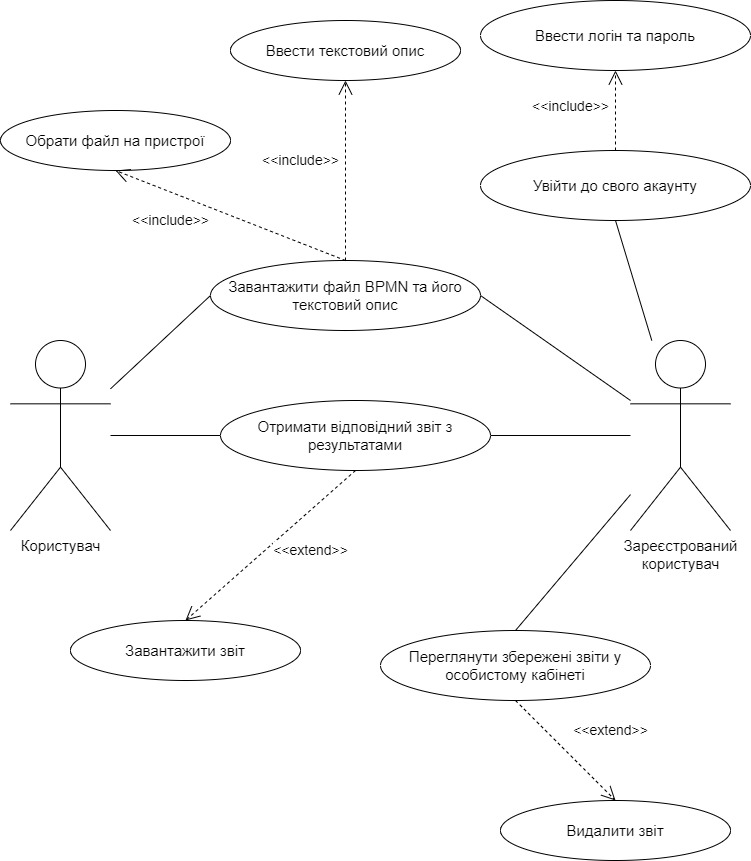 Ввести логін та пароль
Ввести текстовий опис
<<include>>
Обрати файл на пристрої
<<include>>
Увійти до свого акаунту
<<include>>
Завантажити файл BPMN та його
текстовий опис
Отримати відповідний звіт з
результатами
Користувач
<<extend>>
Зареєстрований
користувач
Завантажити звіт
Переглянути збережені звіти у
особистому кабінеті
<<extend>>
Видалити звіт